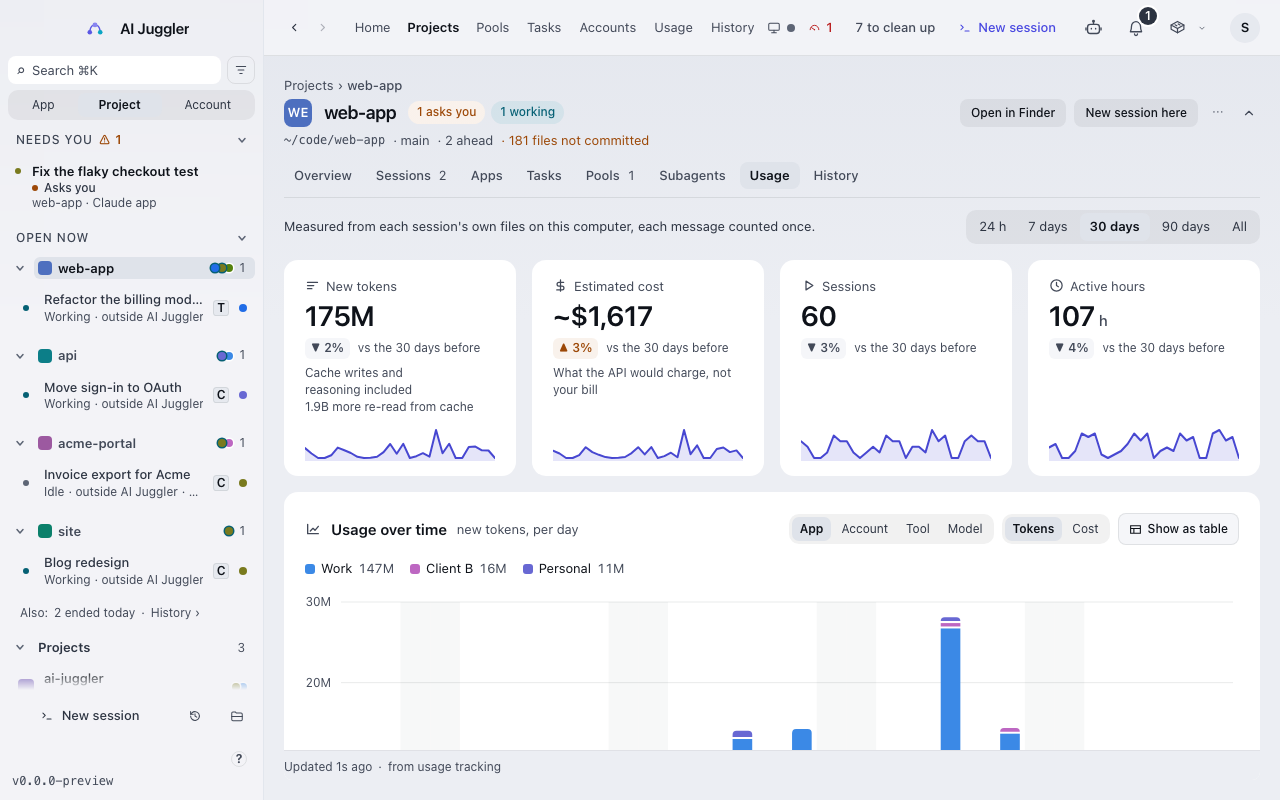 AI Juggler
Search ⌘K
App Project Account
NEEDS YOU 1
Fix the flaky checkout test
Asks you
web-app · Claude app
OPEN NOW
web-app 1
Refactor the billing mod... T
Working · outside AI Juggler
api 1
Move sign-in to OAuth C
Working · outside AI Juggler
acme-portal 1
Invoice export for Acme C
Idle · outside AI Juggler · ...
site 1
Blog redesign C
Working · outside AI Juggler
Also: 2 ended today · History ›
Projects 3
ai-juggler
New session
?
v0.0.0-preview
Home Projects Pools Tasks Accounts Usage History 1 7 to clean up New session 1 S
Projects › web-app
WE web-app 1 asks you 1 working Open in Finder New session here ···
~/code/web-app · main · 2 ahead · 181 files not committed
Overview Sessions 2 Apps Tasks Pools 1 Subagents Usage History
Measured from each session's own files on this computer, each message counted once. 24 h 7 days 30 days 90 days All
New tokens
175M
▼ 2% vs the 30 days before
Cache writes and
reasoning included
1.9B more re-read from cache
Estimated cost
~$1,617
▲ 3% vs the 30 days before
What the API would charge, not
your bill
Sessions
60
▼ 3% vs the 30 days before
Active hours
107 h
▼ 4% vs the 30 days before
Usage over time new tokens, per day App Account Tool Model Tokens Cost Show as table
Work 147M Client B 16M Personal 11M
30M
20M
Updated 1s ago · from usage tracking